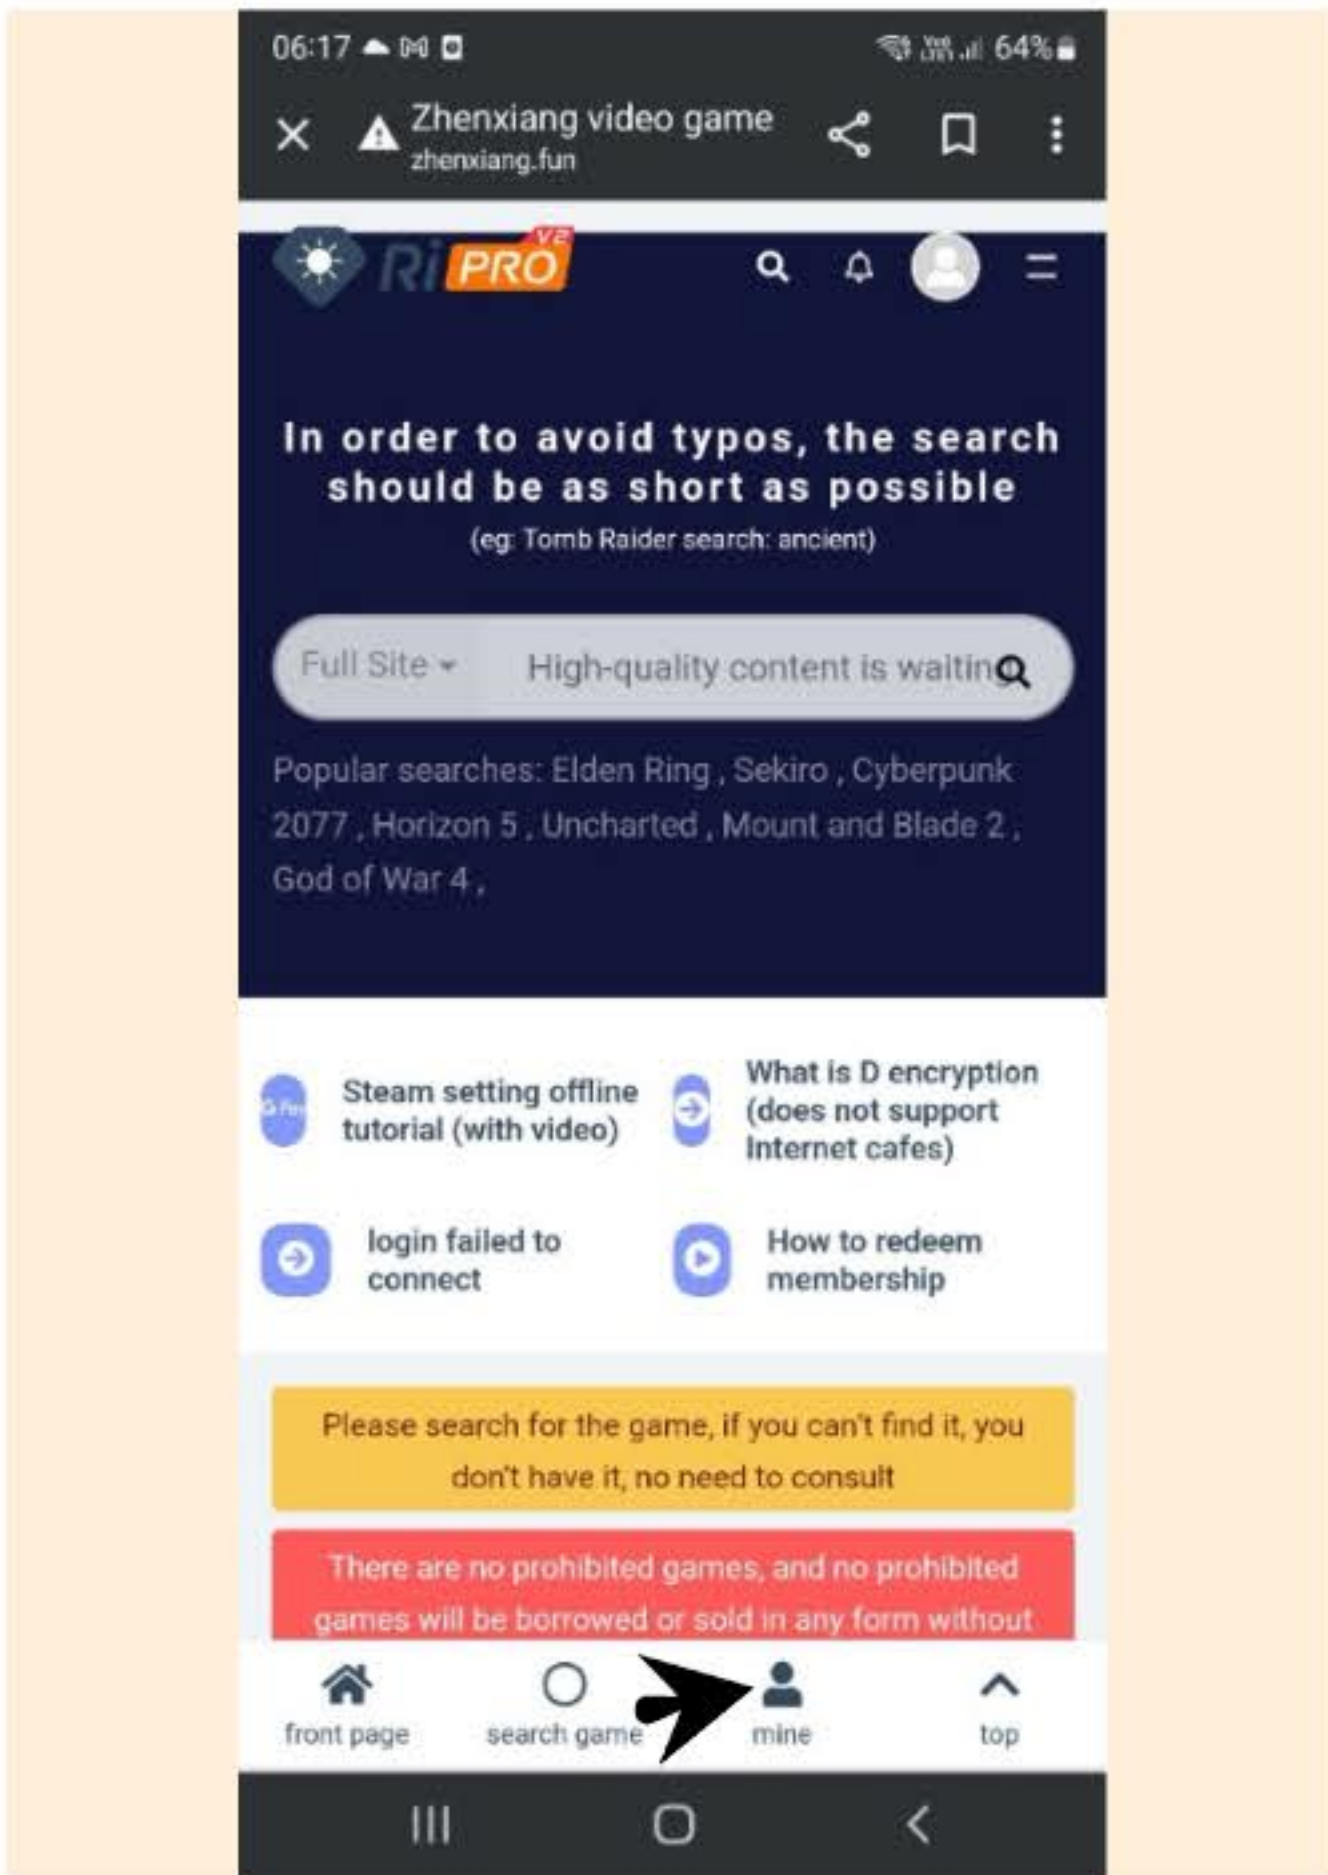 06:17
64%
Zhenxiang video game
zhenxiang.fun
Ri PRO V2
In order to avoid typos, the search
should be as short as possible
(eg: Tomb Raider search: ancient)
Full Site
High-quality content is waiting
Popular searches: Elden Ring , Sekiro , Cyberpunk
2077 , Horizon 5 , Uncharted , Mount and Blade 2 ,
God of War 4 ,
Steam setting offline
tutorial (with video)
What is D encryption
(does not support
Internet cafes)
login failed to
connect
How to redeem
membership
Please search for the game, if you can't find it, you
don't have it, no need to consult
There are no prohibited games, and no prohibited
games will be borrowed or sold in any form without
front page
search game
mine
top